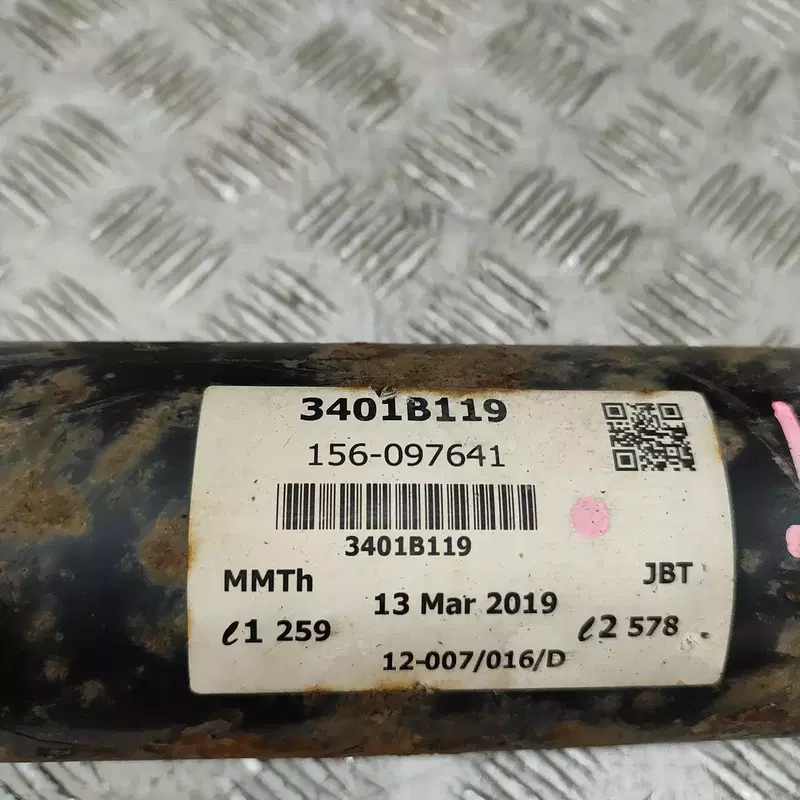 3401B119
156-097641
3401B119
MMTh
JBT
13 Mar 2019
ℓ1 259
ℓ2 578
12-007/016/D